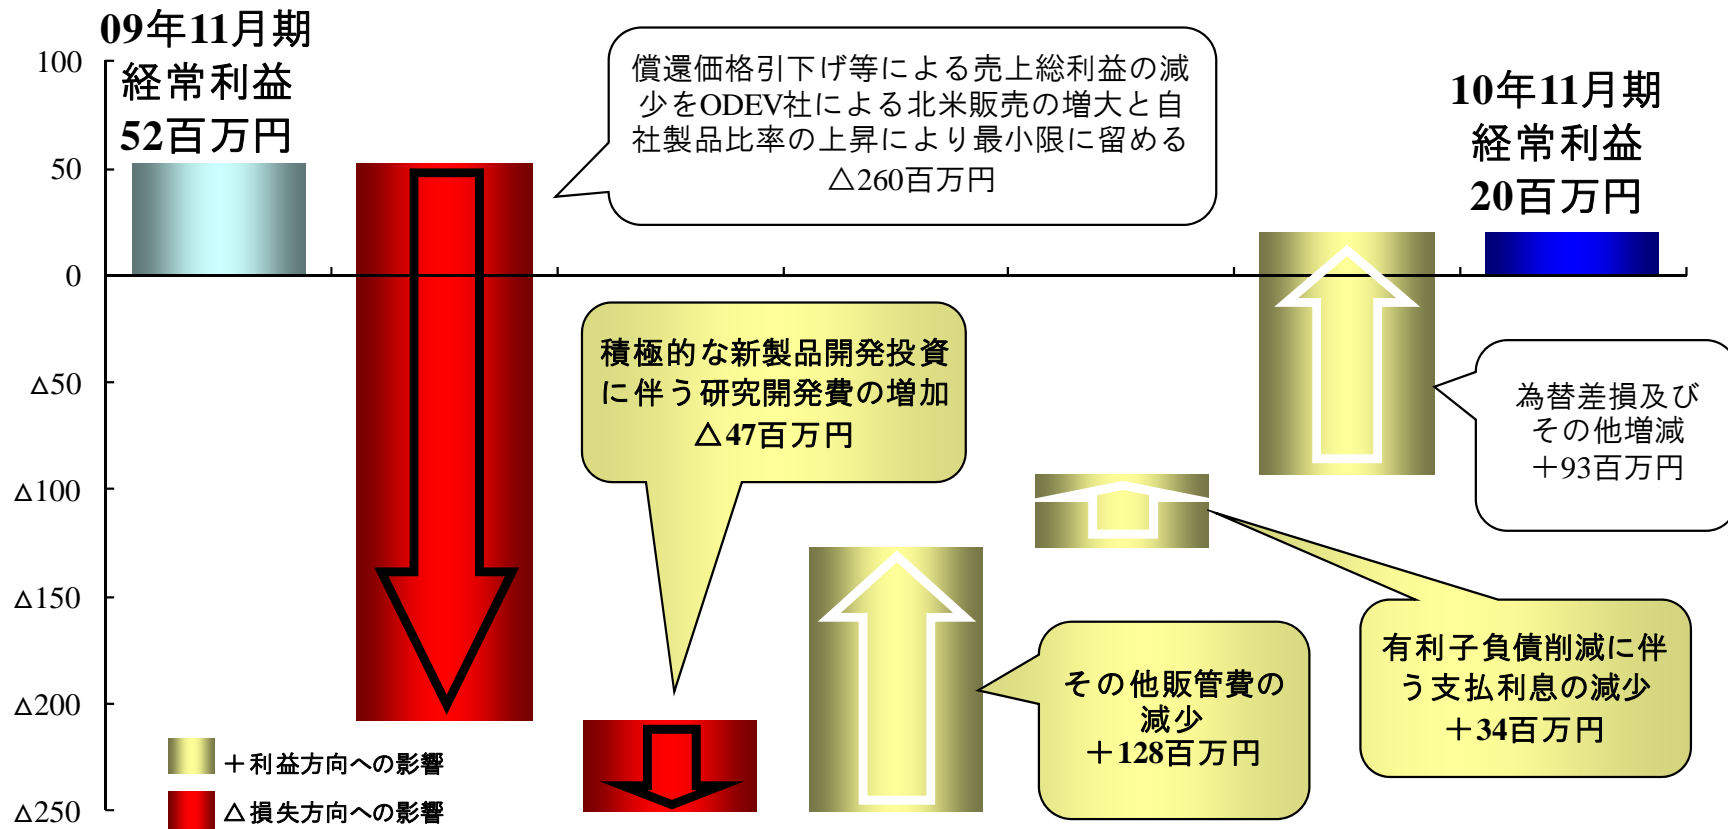 09年11月期
経常利益
52百万円
100
50
0
△50
△100
△150
△200
△250
償還価格引下げ等による売上総利益の減
少をODEV社による北米販売の増大と自
社製品比率の上昇により最小限に留める
△260百万円
積極的な新製品開発投資
に伴う研究開発費の増加
△47百万円
その他販管費の
減少
＋128百万円
有利子負債削減に伴
う支払利息の減少
＋34百万円
為替差損及び
その他増減
＋93百万円
10年11月期
経常利益
20百万円
＋利益方向への影響
△損失方向への影響